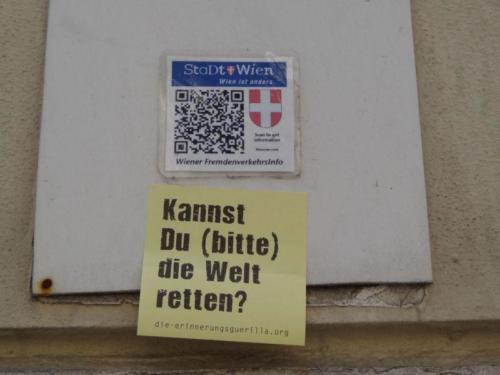 StaDt Wien
Wien ist anders.
Scan to get
information
Wiener FremdenverkehrsInfo
Kannst
Du (bitte)
die Welt
retten?
die-erinnerungsguerilla.org